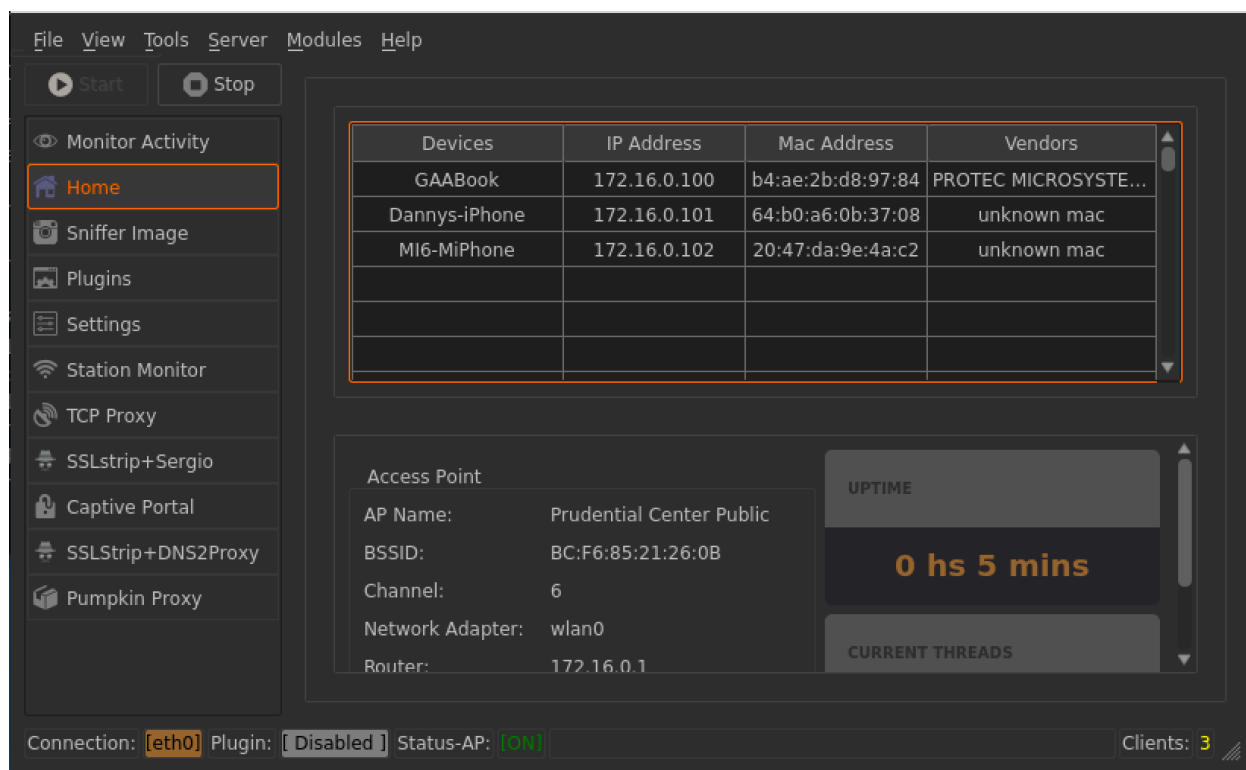 File View Tools Server Modules Help
Start Stop
Monitor Activity
Home
Sniffer Image
Plugins
Settings
Station Monitor
TCP Proxy
SSLstrip+Sergio
Captive Portal
SSLStrip+DNS2Proxy
Pumpkin Proxy
Devices IP Address Mac Address Vendors
GAABook 172.16.0.100 b4:ae:2b:d8:97:84 PROTEC MICROSYSTE...
Dannys-iPhone 172.16.0.101 64:b0:a6:0b:37:08 unknown mac
MI6-MiPhone 172.16.0.102 20:47:da:9e:4a:c2 unknown mac
Access Point
AP Name: Prudential Center Public
BSSID: BC:F6:85:21:26:0B
Channel: 6
Network Adapter: wlan0
Router: 172.16.0.1
UPTIME
0 hs 5 mins
CURRENT THREADS
Connection: [eth0] Plugin: [ Disabled ] Status-AP: [ON] Clients: 3